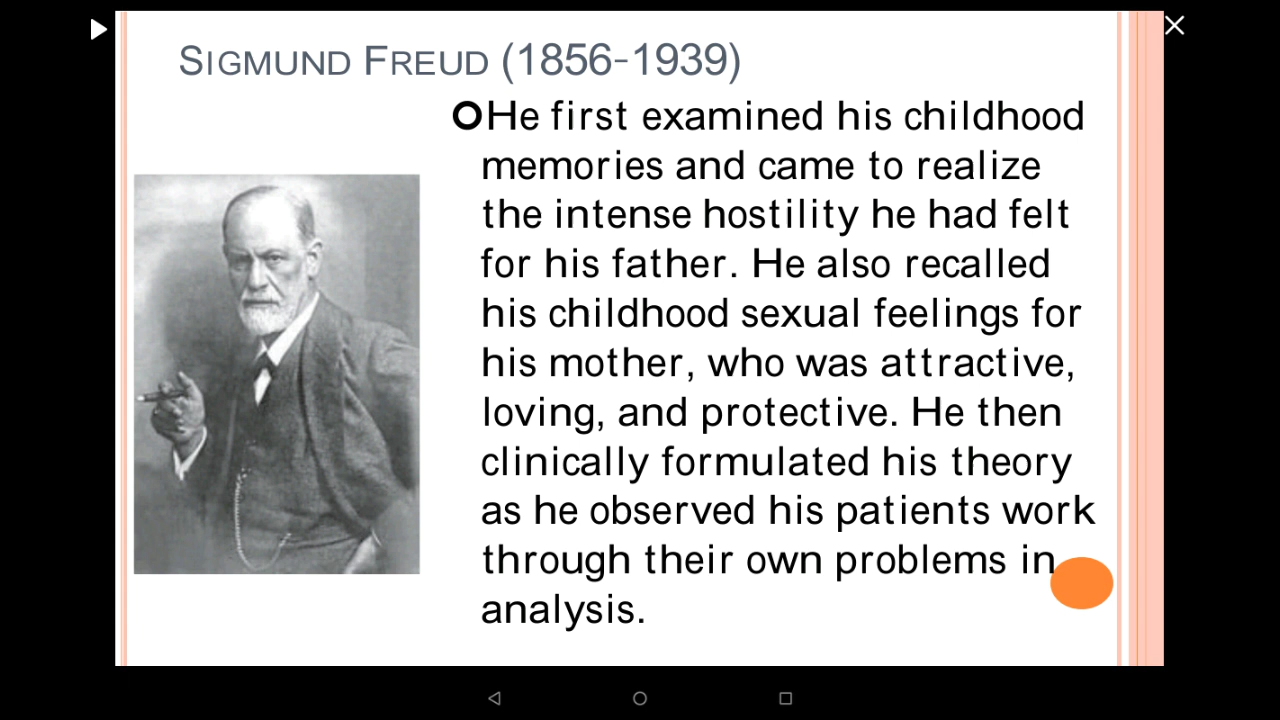 SIGMUND FREUD (1856-1939)
He first examined his childhood
memories and came to realize
the intense hostility he had felt
for his father. He also recalled
his childhood sexual feelings for
his mother, who was attractive,
loving, and protective. He then
clinically formulated his theory
as he observed his patients work
through their own problems in
analysis.